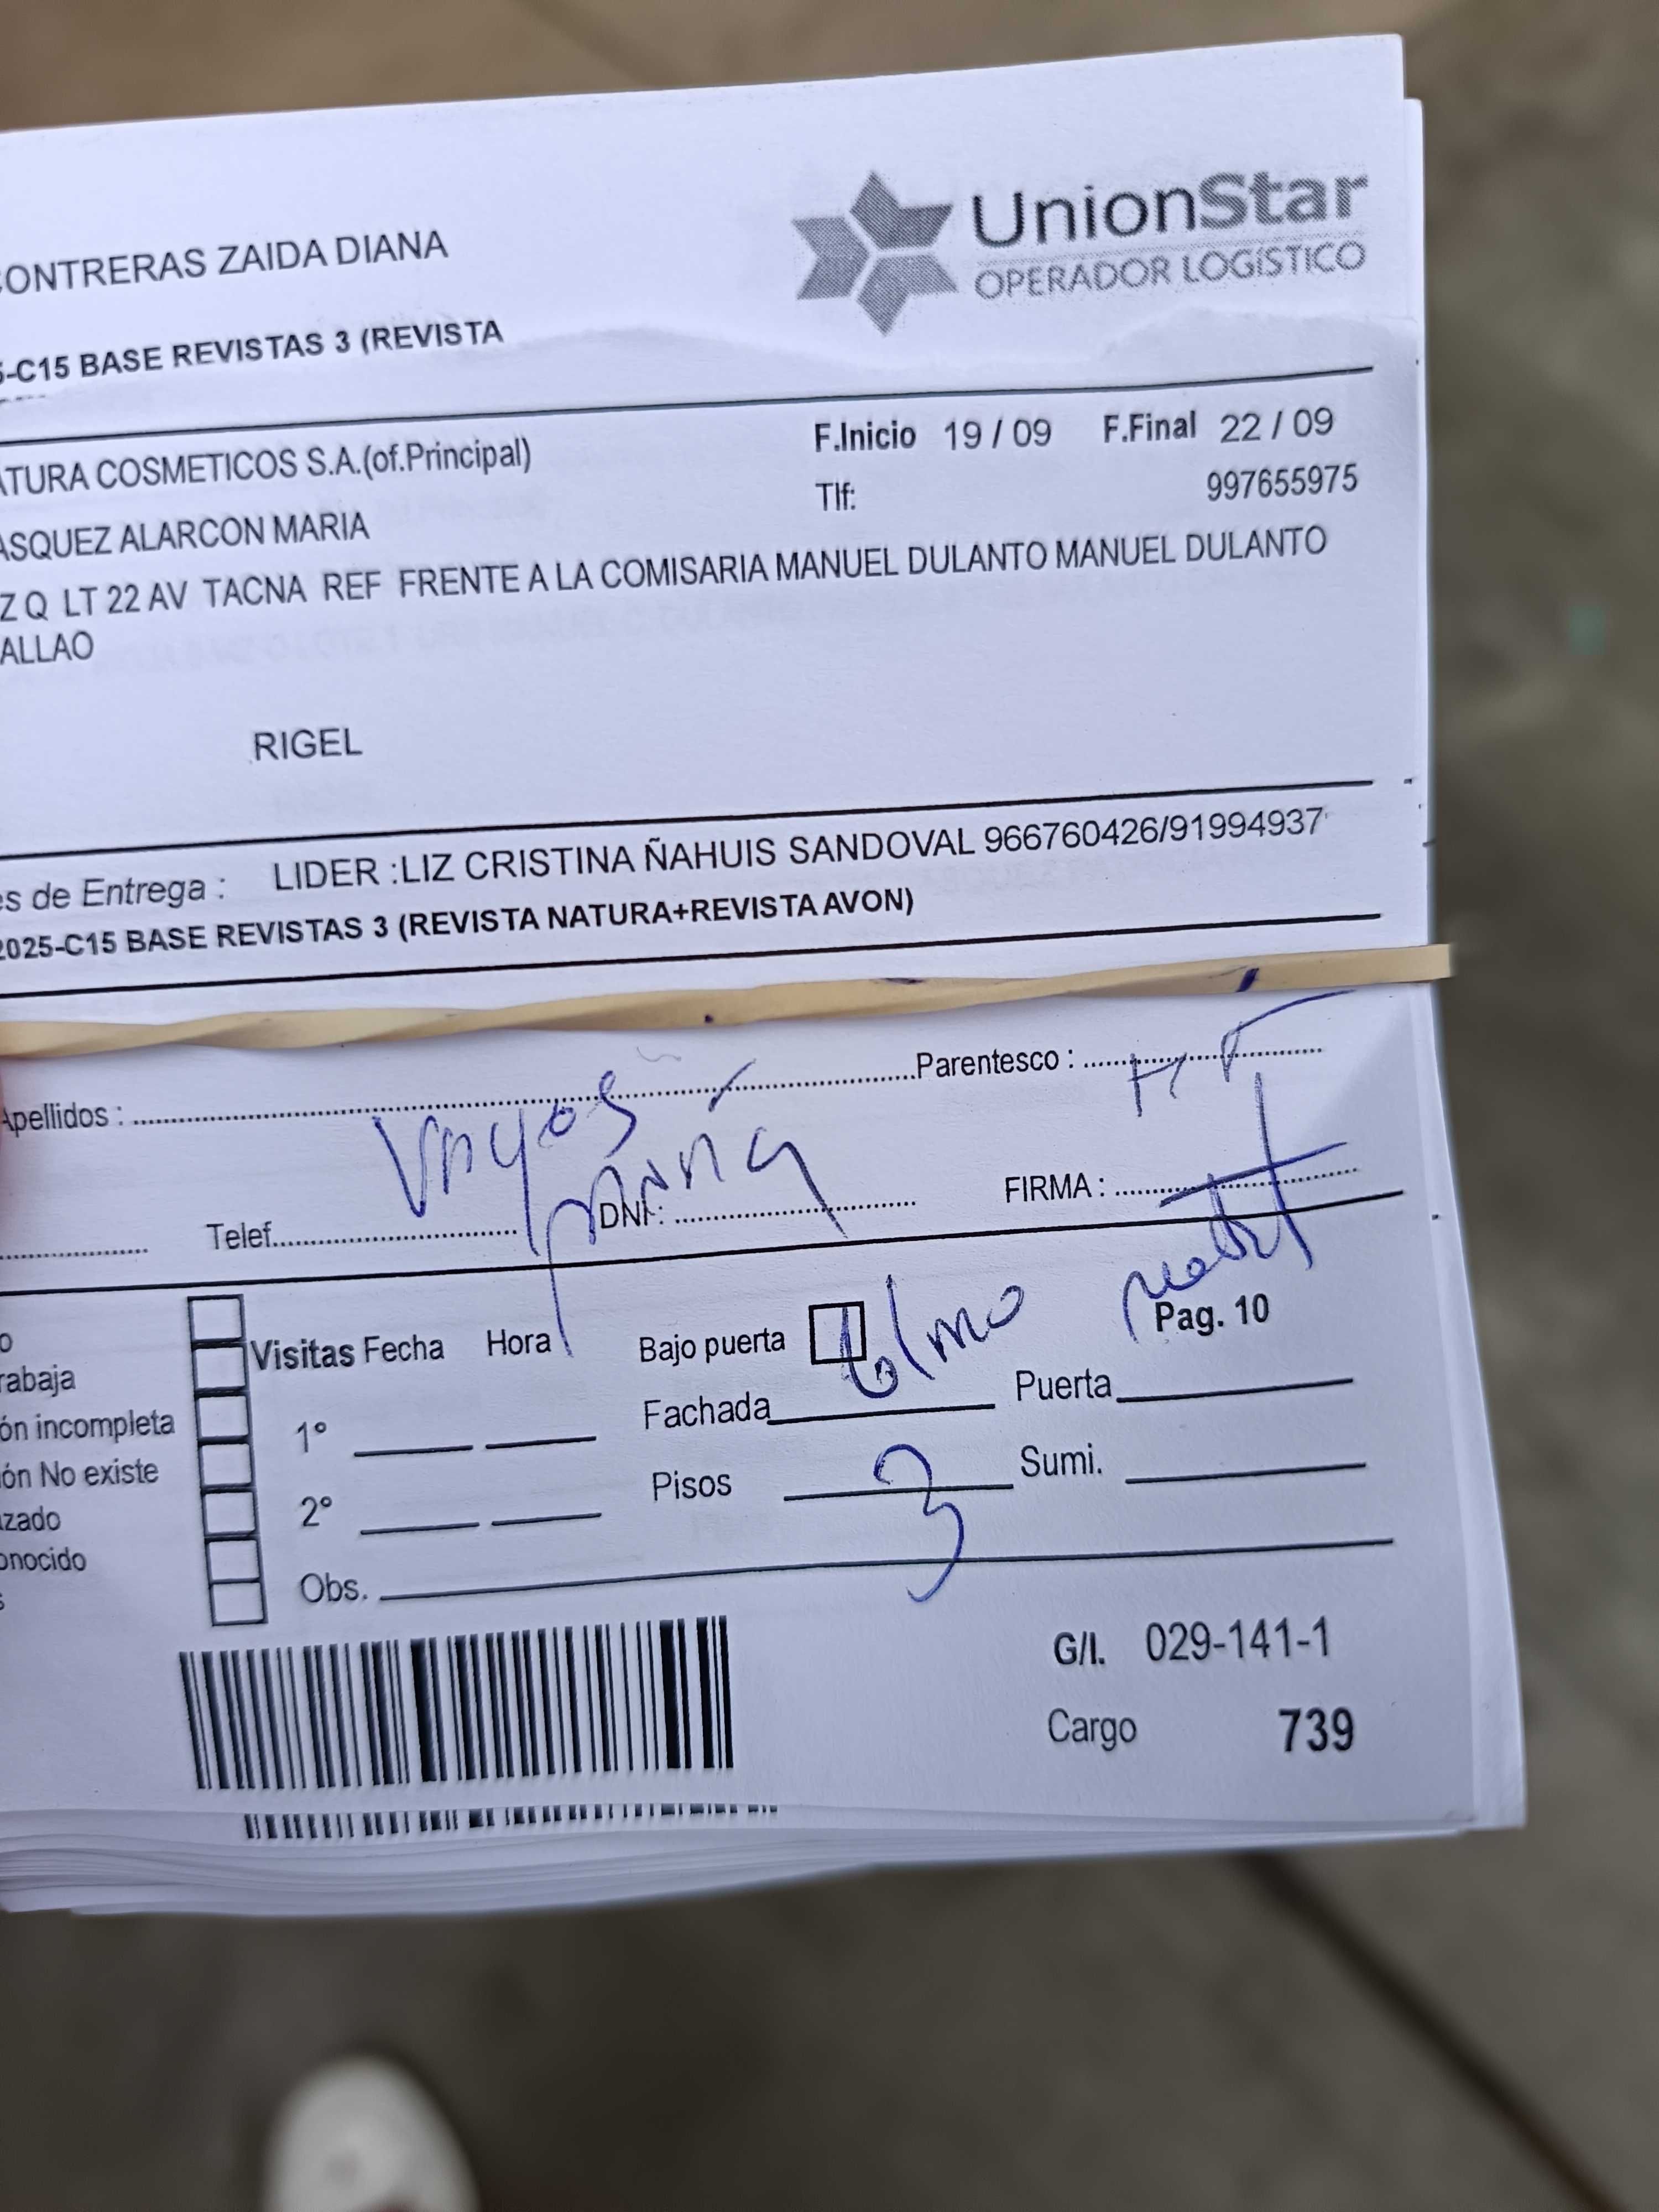 UnionStar
OPERADOR LOGÍSTICO
CONTRERAS ZAIDA DIANA
5-C15 BASE REVISTAS 3 (REVISTA
F.Inicio 19 / 09 F.Final 22 / 09
ATURA COSMETICOS S.A.(of.Principal)
Tlf: 997655975
ASQUEZ ALARCON MARIA
Z Q LT 22 AV TACNA REF FRENTE A LA COMISARIA MANUEL DULANTO MANUEL DULANTO
ALLAO
RIGEL
es de Entrega : LIDER :LIZ CRISTINA ÑAHUIS SANDOVAL 966760426/91994937
2025-C15 BASE REVISTAS 3 (REVISTA NATURA+REVISTA AVON)
Apellidos : Parentesco :
Telef. DNI: FIRMA :
Pag. 10
Visitas Fecha Hora Bajo puerta
rabaja
Fachada Puerta
ón incompleta 1°
ón No existe Pisos 3 Sumi.
zado 2°
onocido
Obs.
G/I. 029-141-1
Cargo 739